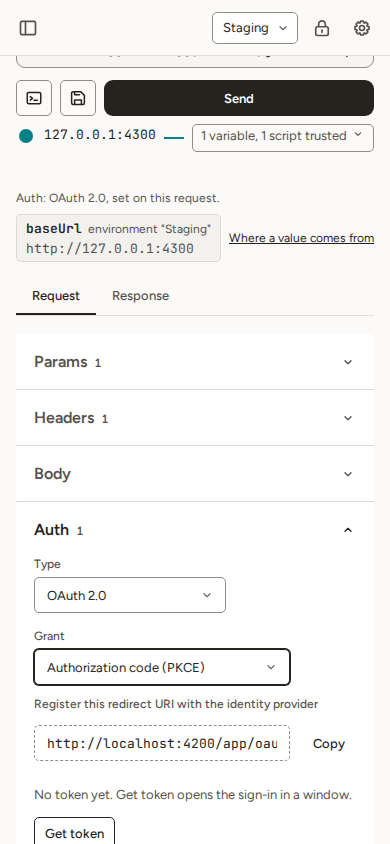 Staging
Send
127.0.0.1:4300
1 variable, 1 script trusted
Auth: OAuth 2.0, set on this request.
baseUrl environment "Staging"
http://127.0.0.1:4300
Where a value comes from
Request Response
Params 1
Headers 1
Body
Auth 1
Type
OAuth 2.0
Grant
Authorization code (PKCE)
Register this redirect URI with the identity provider
http://localhost:4200/app/oau
Copy
No token yet. Get token opens the sign-in in a window.
Get token